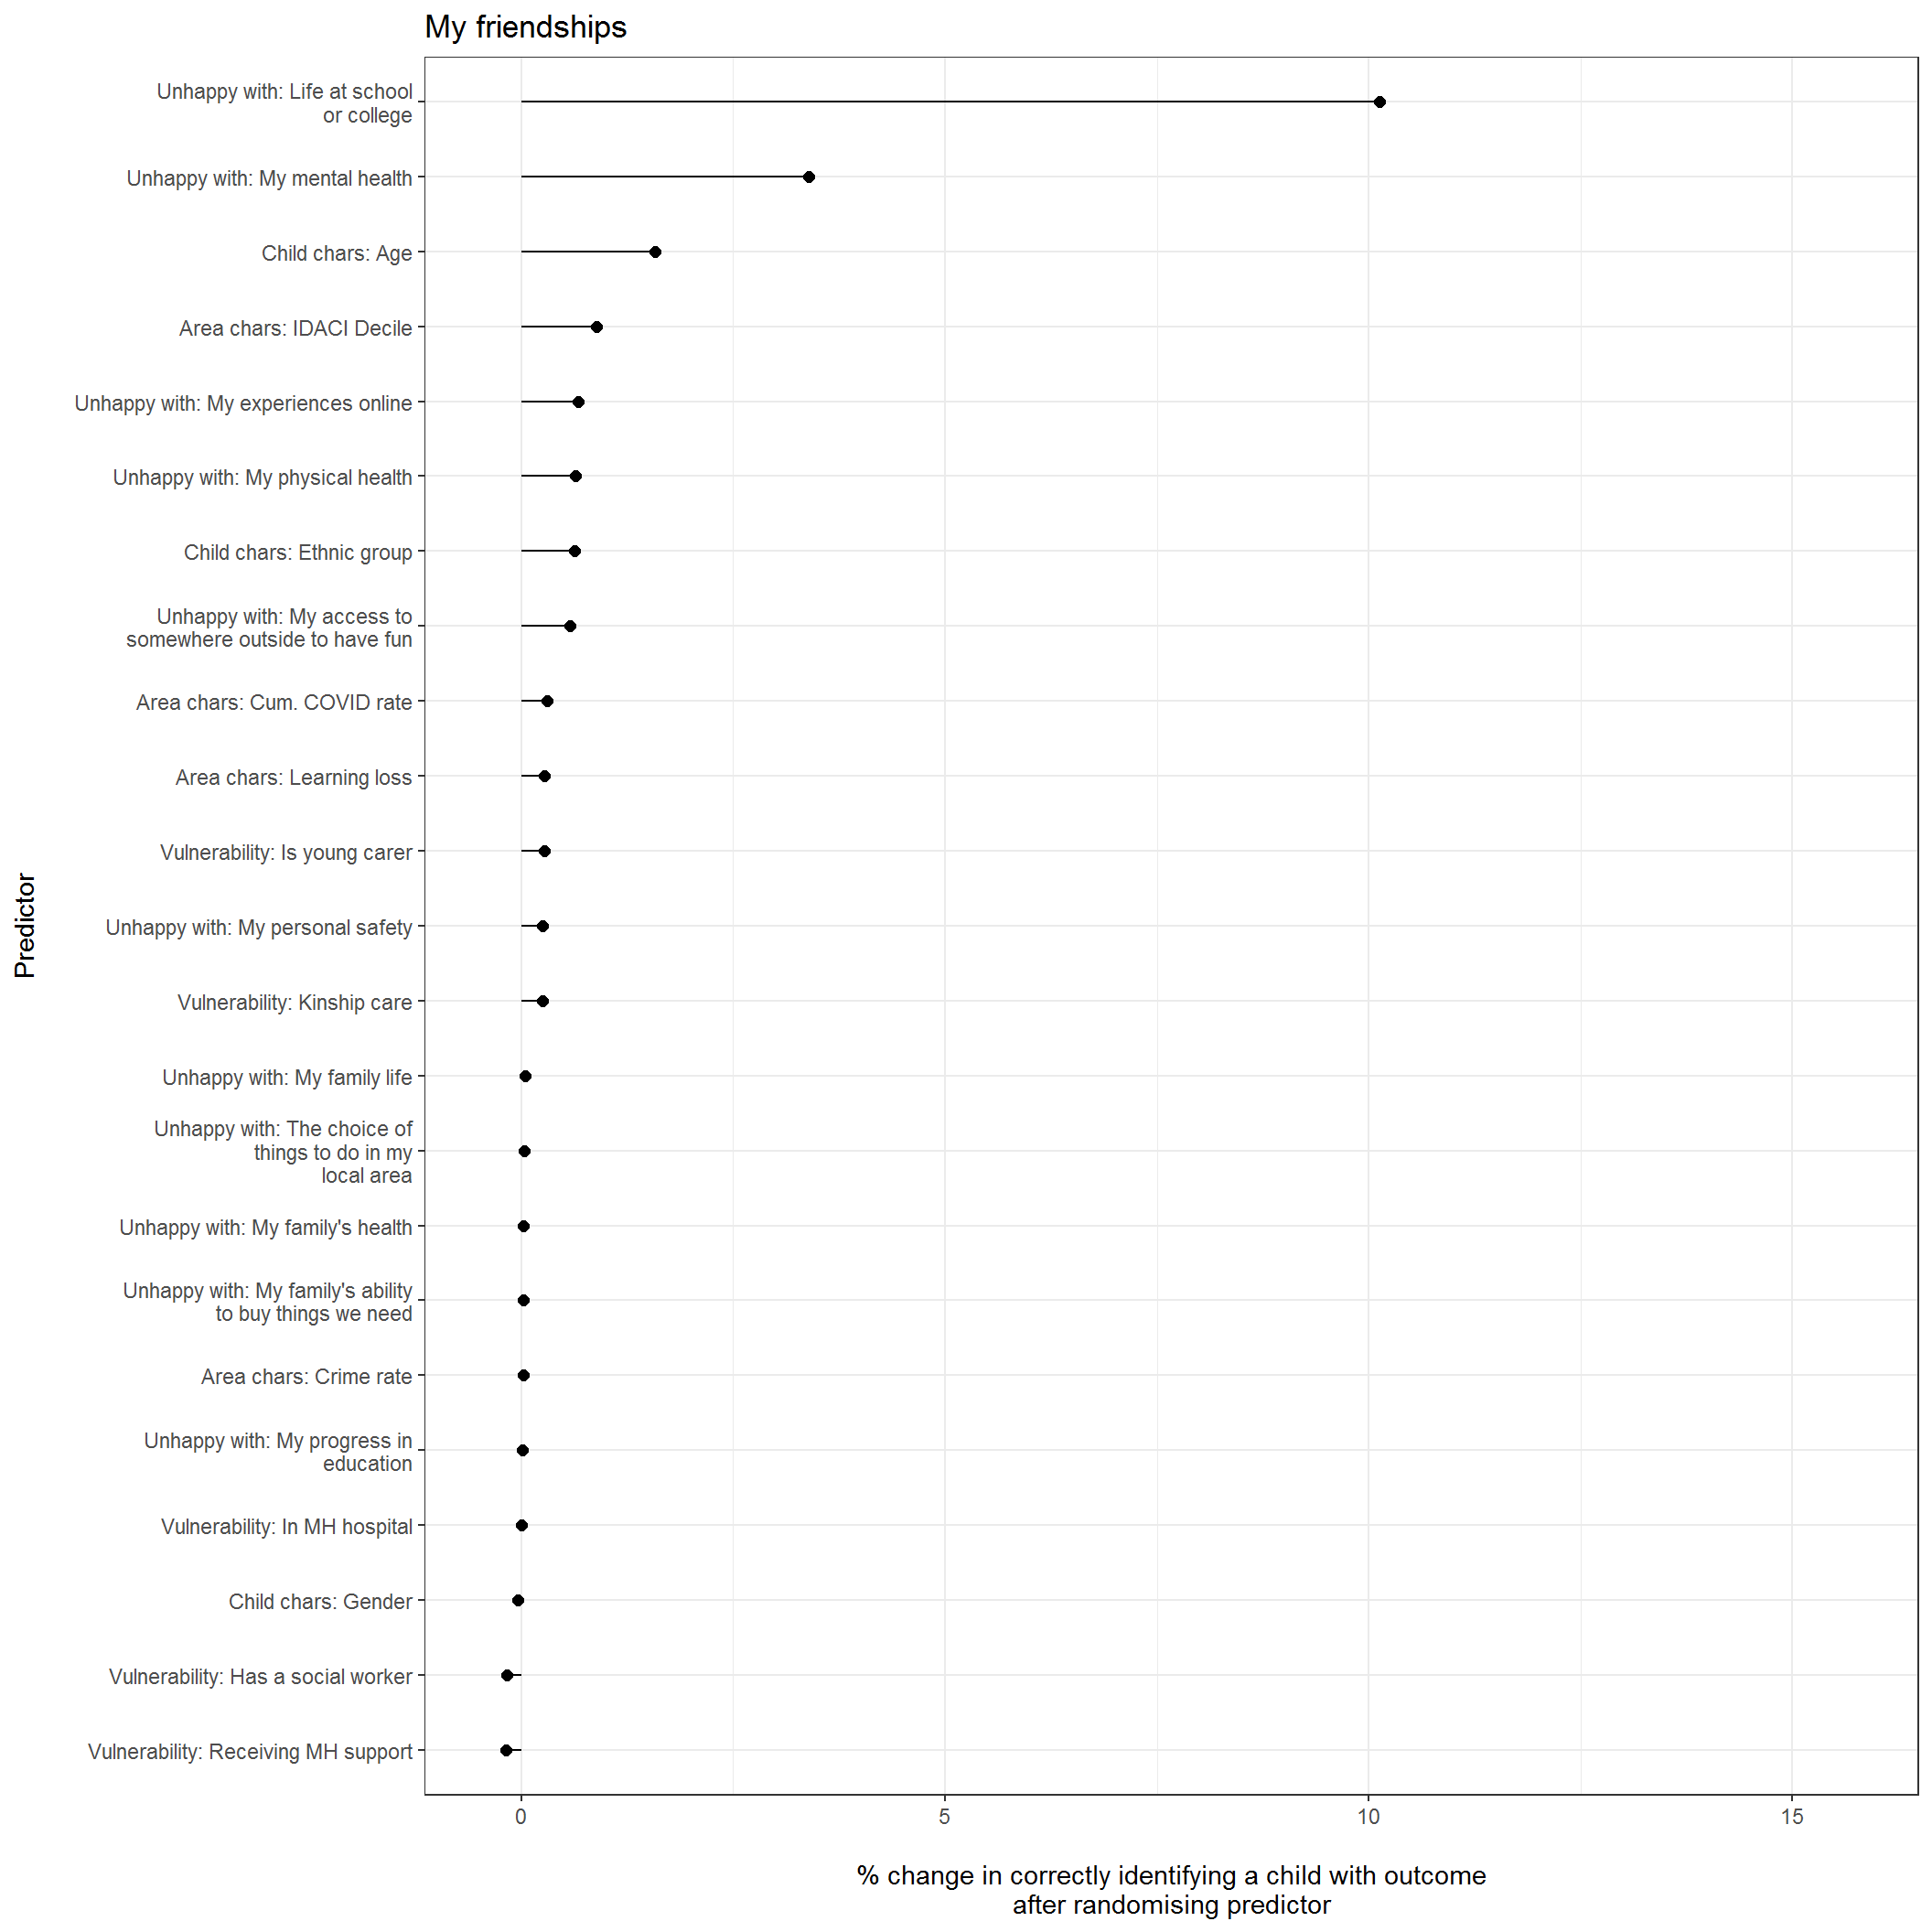 My friendships
Unhappy with: Life at school
or college
Unhappy with: My mental health
Child chars: Age
Area chars: IDACI Decile
Unhappy with: My experiences online
Unhappy with: My physical health
Child chars: Ethnic group
Unhappy with: My access to
somewhere outside to have fun
Area chars: Cum. COVID rate
Area chars: Learning loss
Vulnerability: Is young carer
Unhappy with: My personal safety
Vulnerability: Kinship care
Unhappy with: My family life
Unhappy with: The choice of
things to do in my
local area
Unhappy with: My family's health
Unhappy with: My family's ability
to buy things we need
Area chars: Crime rate
Unhappy with: My progress in
education
Vulnerability: In MH hospital
Child chars: Gender
Vulnerability: Has a social worker
Vulnerability: Receiving MH support
Predictor
0 5 10 15
% change in correctly identifying a child with outcome
after randomising predictor